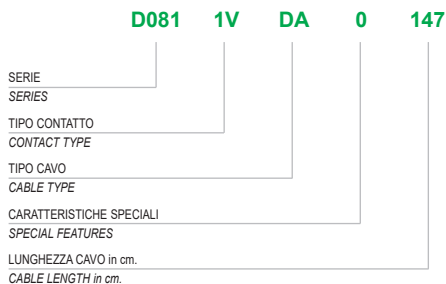 D081 1V DA 0 147
SERIE
SERIES
TIPO CONTATTO
CONTACT TYPE
TIPO CAVO
CABLE TYPE
CARATTERISTICHE SPECIALI
SPECIAL FEATURES
LUNGHEZZA CAVO in cm.
CABLE LENGTH in cm.